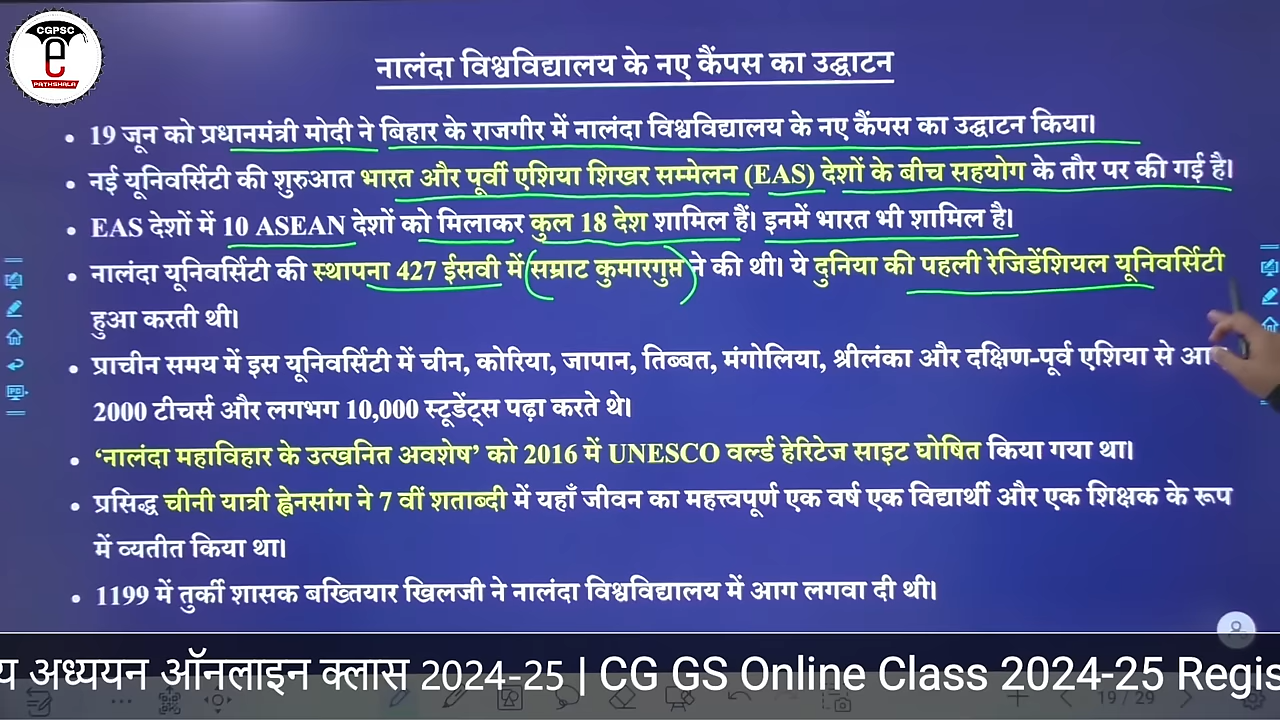 CGPSC
e
PATHSHALA
नालंदा विश्वविद्यालय के नए कैंपस का उद्घाटन
• 19 जून को प्रधानमंत्री मोदी ने बिहार के राजगीर में नालंदा विश्वविद्यालय के नए कैंपस का उद्घाटन किया।
• नई यूनिवर्सिटी की शुरुआत भारत और पूर्वी एशिया शिखर सम्मेलन (EAS) देशों के बीच सहयोग के तौर पर की गई है।
• EAS देशों में 10 ASEAN देशों को मिलाकर कुल 18 देश शामिल हैं। इनमें भारत भी शामिल है।
• नालंदा यूनिवर्सिटी की स्थापना 427 ईसवी में सम्राट कुमारगुप्त ने की थी। ये दुनिया की पहली रेजिडेंशियल यूनिवर्सिटी
हुआ करती थी।
• प्राचीन समय में इस यूनिवर्सिटी में चीन, कोरिया, जापान, तिब्बत, मंगोलिया, श्रीलंका और दक्षिण-पूर्व एशिया से
2000 टीचर्स और लगभग 10,000 स्टूडेंट्स पढ़ा करते थे।
• ‘नालंदा महाविहार के उत्खनित अवशेष’ को 2016 में UNESCO वर्ल्ड हेरिटेज साइट घोषित किया गया था।
• प्रसिद्ध चीनी यात्री ह्वेनसांग ने 7 वीं शताब्दी में यहाँ जीवन का महत्त्वपूर्ण एक वर्ष एक विद्यार्थी और एक शिक्षक के रूप
में व्यतीत किया था।
• 1199 में तुर्की शासक बख्तियार खिलजी ने नालंदा विश्वविद्यालय में आग लगवा दी थी।
य अध्ययन ऑनलाइन क्लास 2024-25 | CG GS Online Class 2024-25 Regis
19 / 29